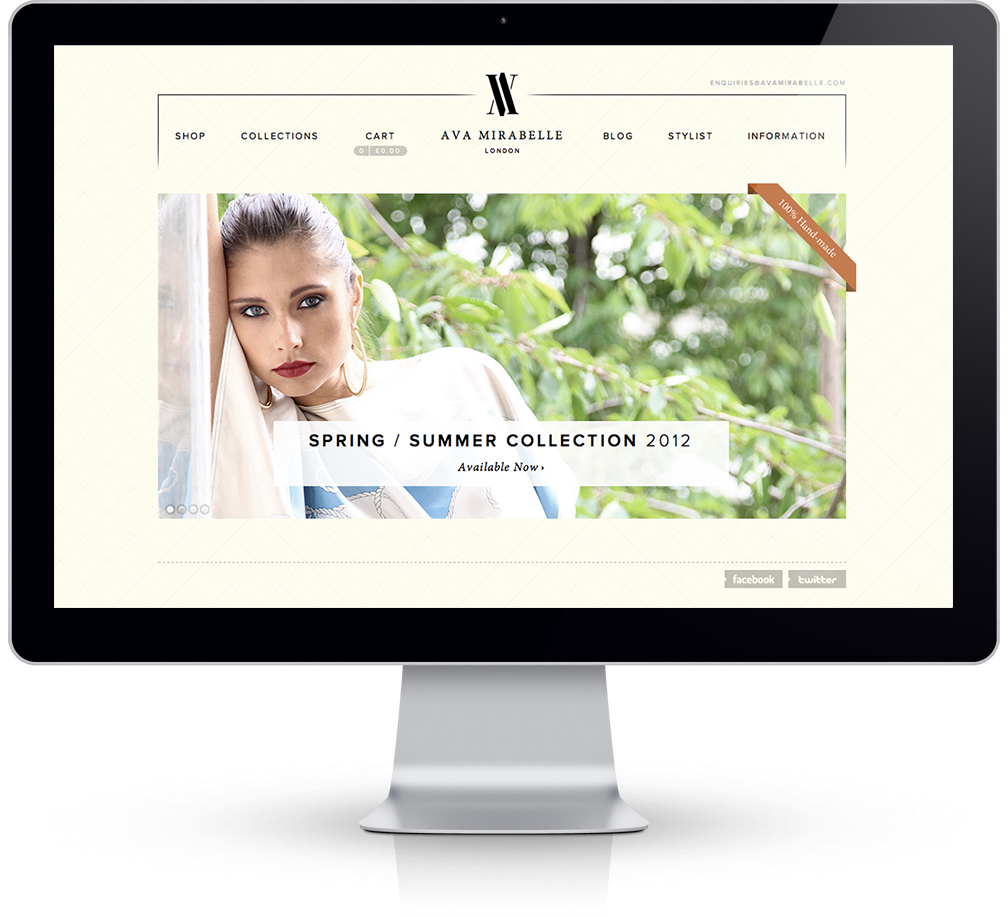 ENQUIRIES@AVAMIRABELLE.COM
SHOP
COLLECTIONS
CART
0 | £0.00
AVA MIRABELLE
LONDON
BLOG
STYLIST
INFORMATION
100% Hand-made
SPRING / SUMMER COLLECTION 2012
Available Now ›
facebook
twitter